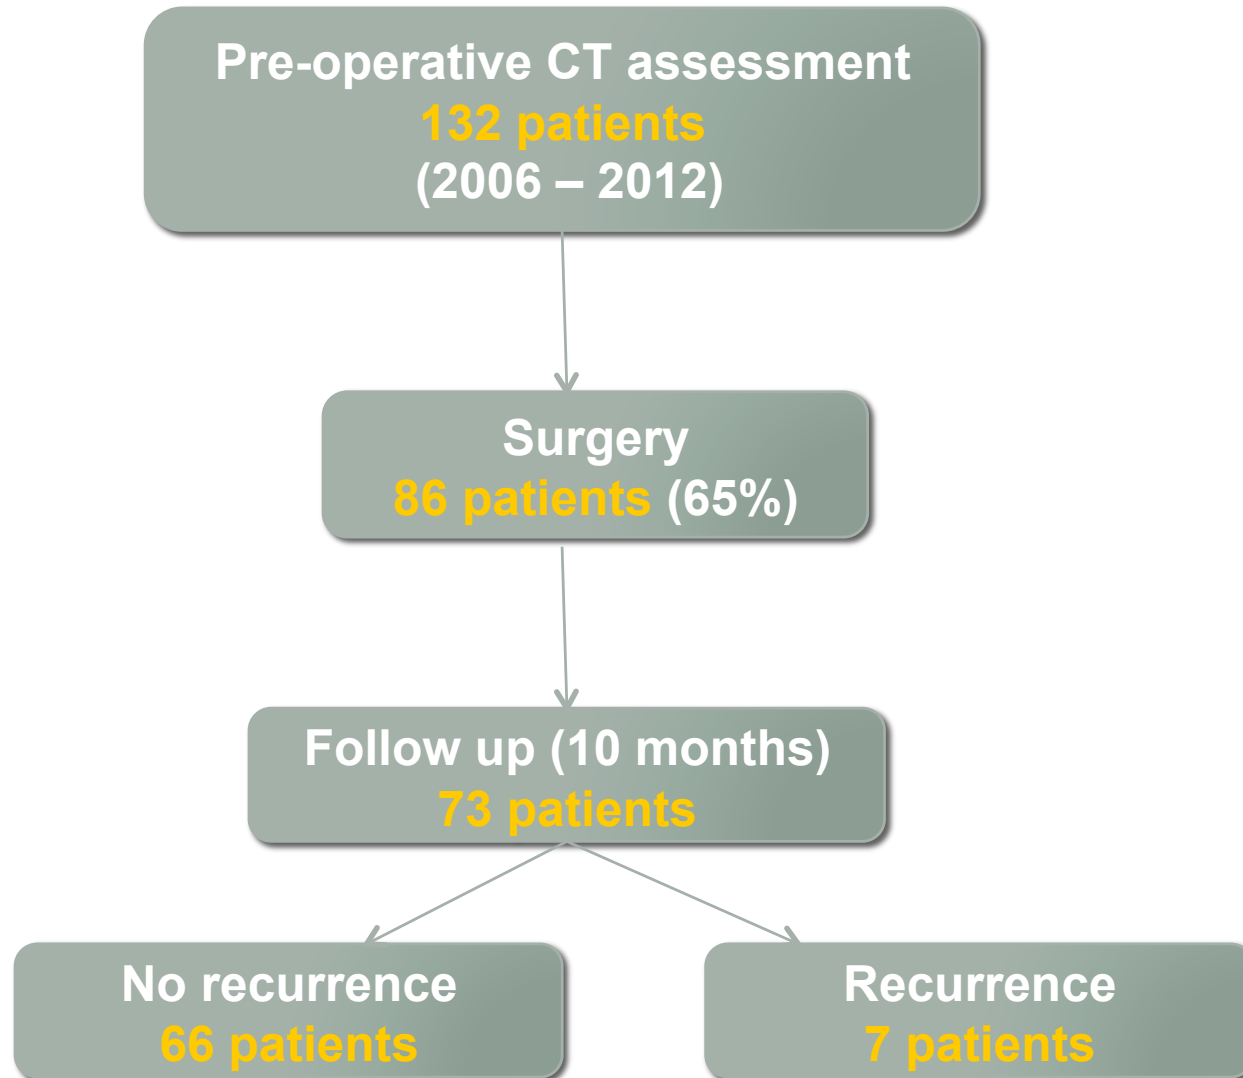 Pre-operative CT assessment
132 patients
(2006 – 2012)
Surgery
86 patients (65%)
Follow up (10 months)
73 patients
No recurrence
66 patients
Recurrence
7 patients